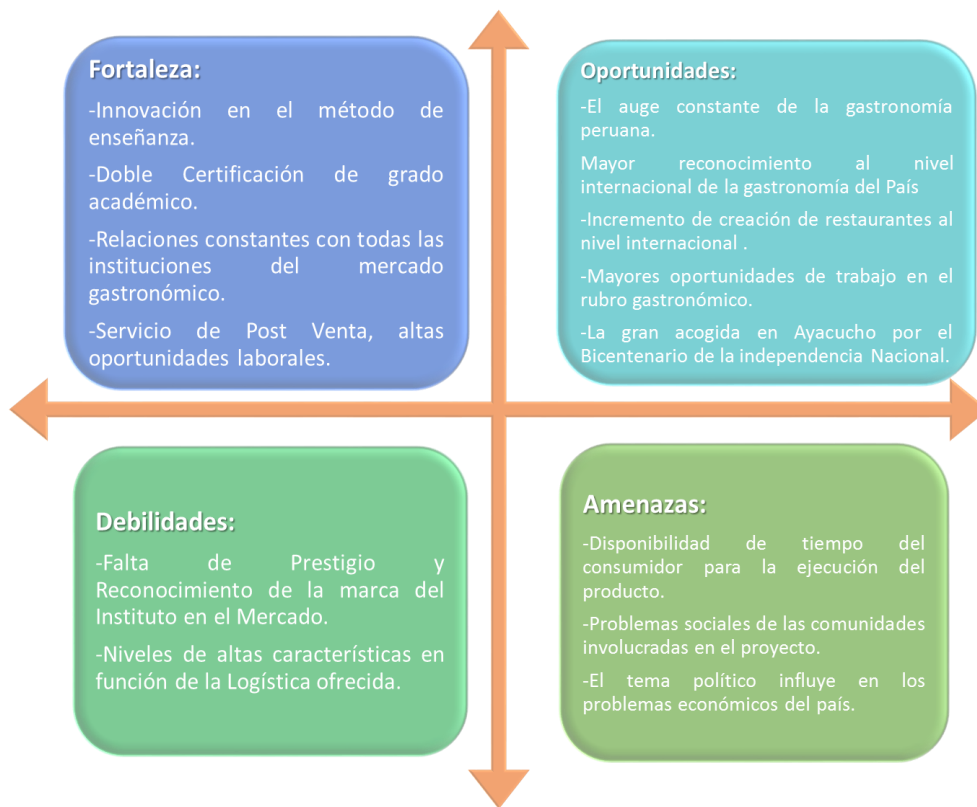 Fortaleza:
-Innovación en el método de
enseñanza.
-Doble Certificación de grado
académico.
-Relaciones constantes con todas las
instituciones del mercado
gastronómico.
-Servicio de Post Venta, altas
oportunidades laborales.
Oportunidades:
-El auge constante de la gastronomía
peruana.
Mayor reconocimiento al nivel
internacional de la gastronomía del País
-Incremento de creación de restaurantes al
nivel internacional .
-Mayores oportunidades de trabajo en el
rubro gastronómico.
-La gran acogida en Ayacucho por el
Bicentenario de la independencia Nacional.
Debilidades:
-Falta de Prestigio y
Reconocimiento de la marca del
Instituto en el Mercado.
-Niveles de altas características en
función de la Logística ofrecida.
Amenazas:
-Disponibilidad de tiempo del
consumidor para la ejecución del
producto.
-Problemas sociales de las comunidades
involucradas en el proyecto.
-El tema político influye en los
problemas económicos del país.